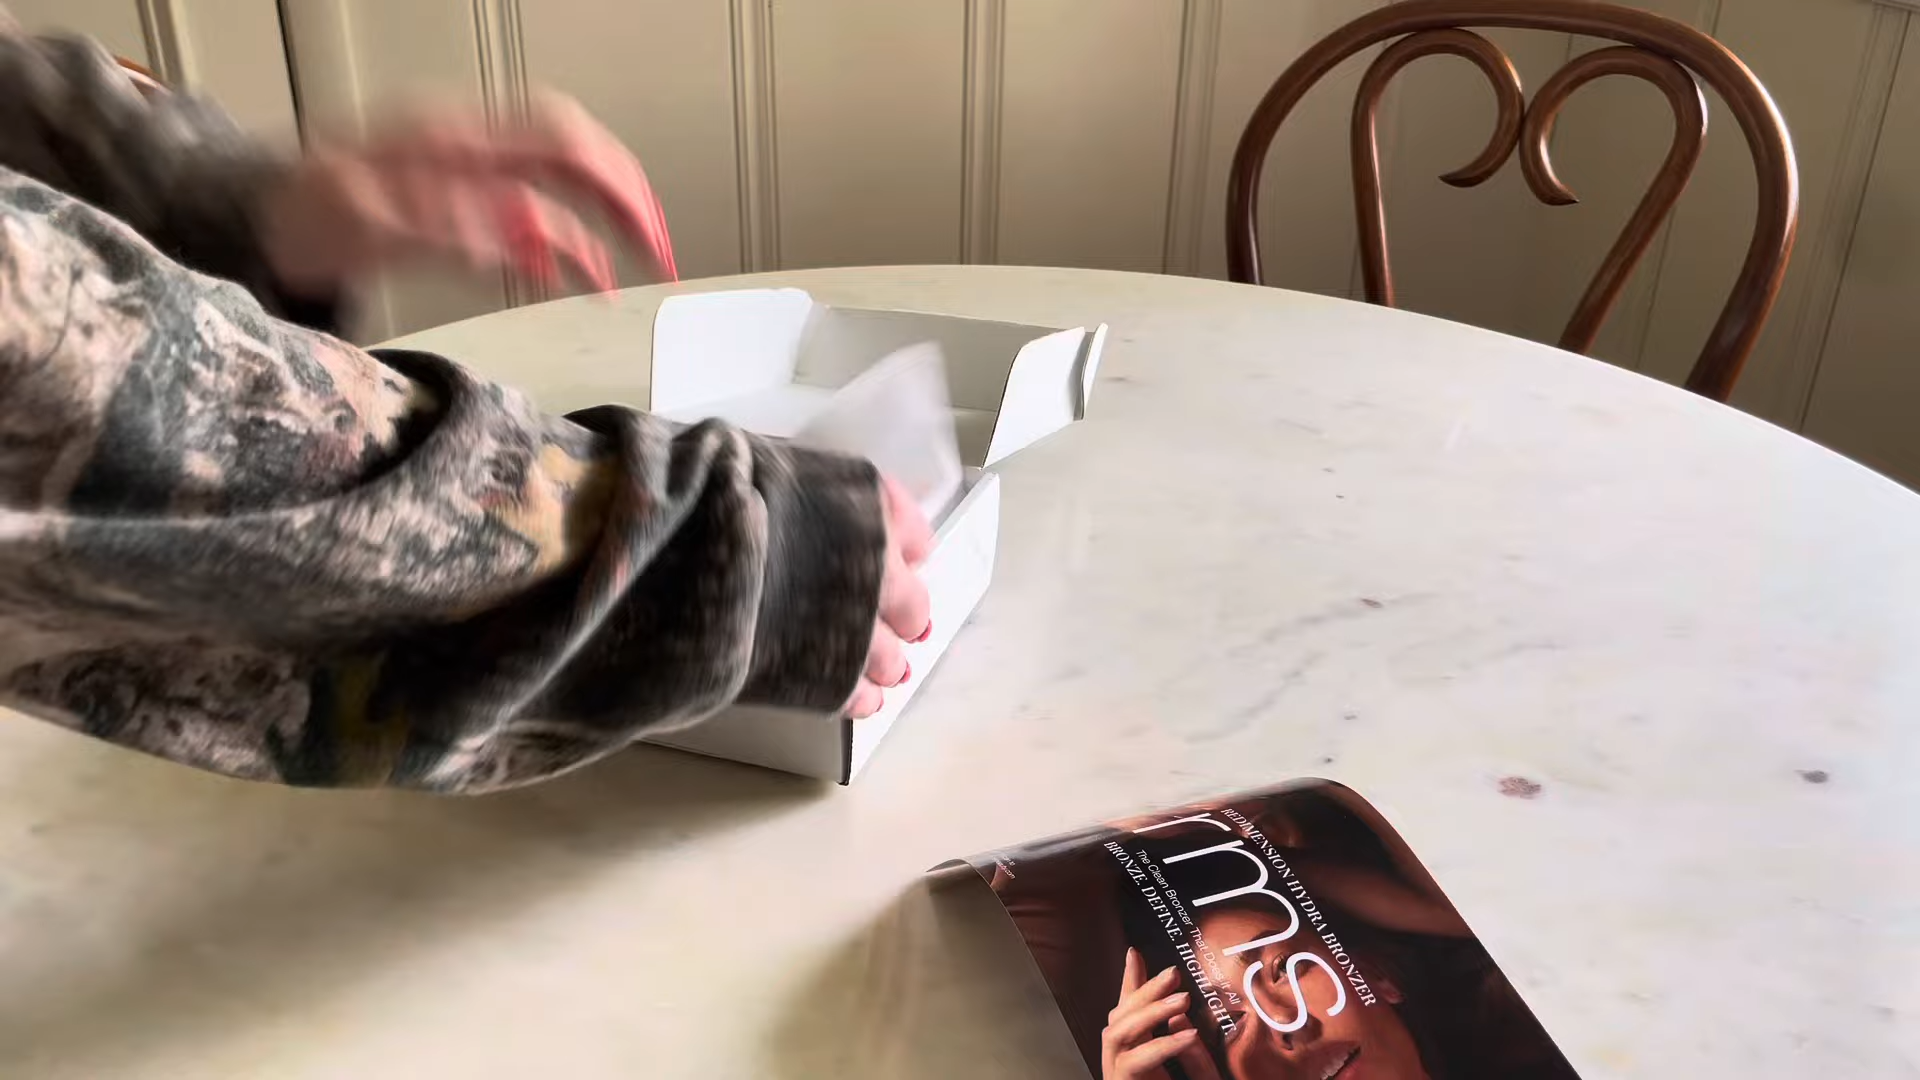 REDIMENSION HYDRA BRONZER
rms
The Clean Bronzer That Does It All
BRONZE. DEFINE. HIGHLIGHT.